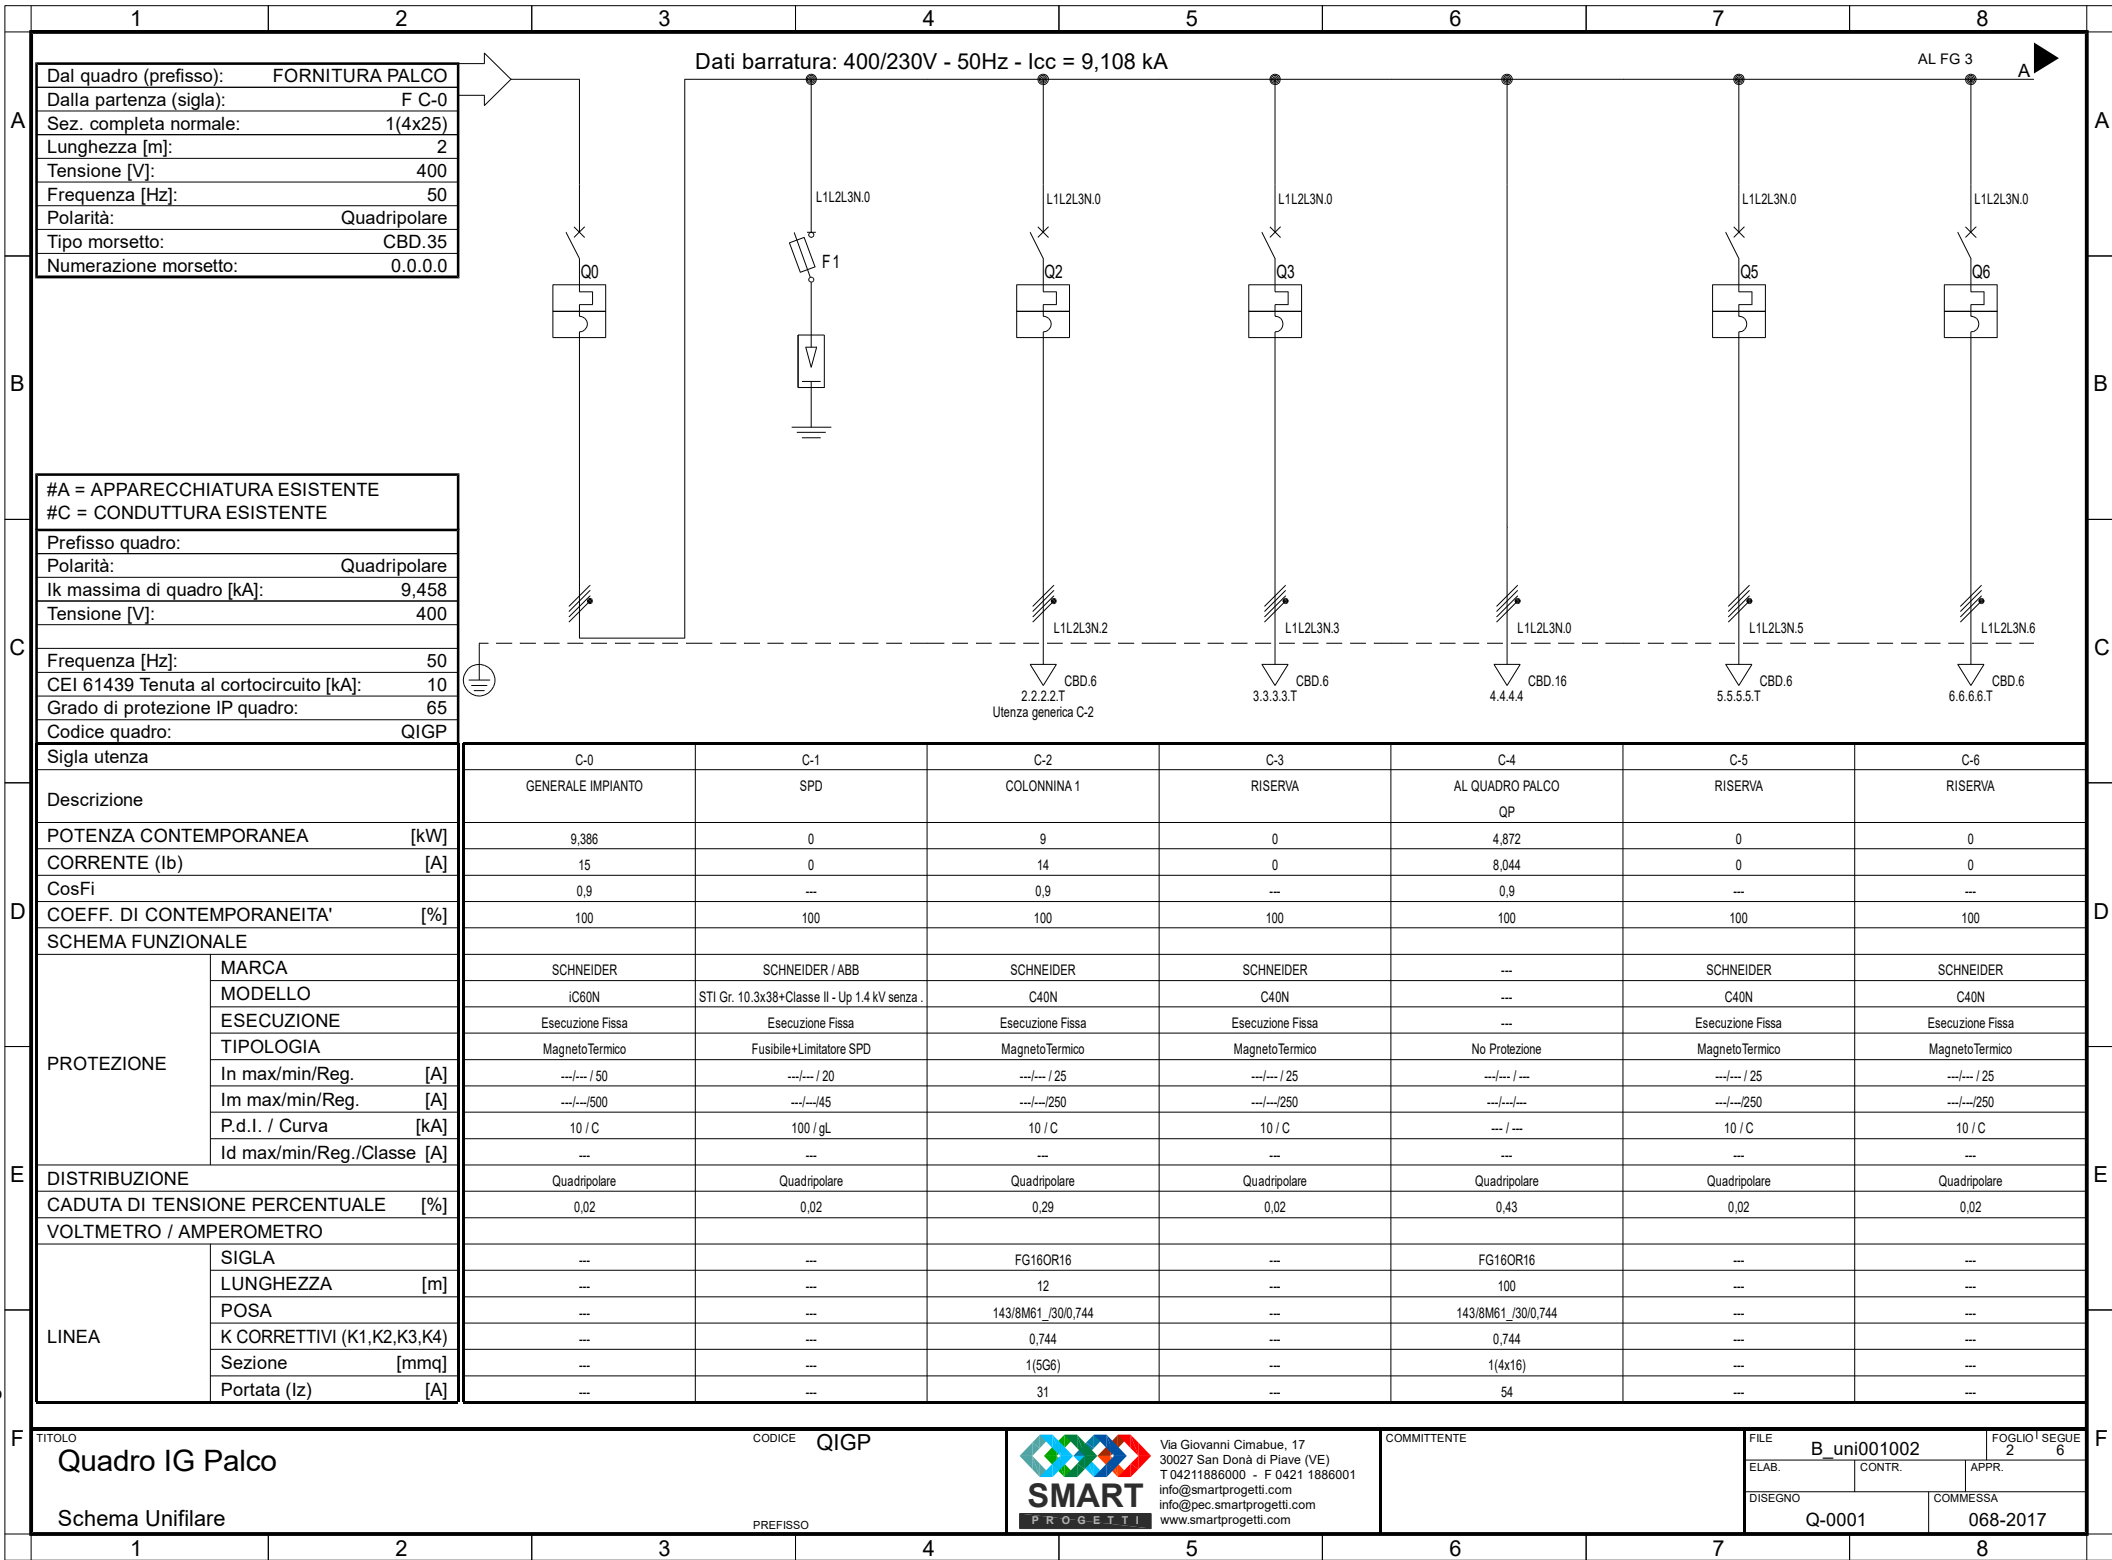 1 2 3 4 5 6 7 8
Dati barratura: 400/230V - 50Hz - Icc = 9,108 kA
AL FG 3
A
Dal quadro (prefisso): FORNITURA PALCO
Dalla partenza (sigla): F C-0
Sez. completa normale: 1(4x25)
Lunghezza [m]: 2
Tensione [V]: 400
Frequenza [Hz]: 50
Polarità: Quadripolare
Tipo morsetto: CBD.35
Numerazione morsetto: 0.0.0.0
A A
L1L2L3N.0 L1L2L3N.0 L1L2L3N.0 L1L2L3N.0 L1L2L3N.0
Q0 F1 Q2 Q3 Q5 Q6
B B
#A = APPARECCHIATURA ESISTENTE
#C = CONDUTTURA ESISTENTE
Prefisso quadro:
Polarità: Quadripolare
Ik massima di quadro [kA]: 9,458
Tensione [V]: 400
Frequenza [Hz]: 50
CEI 61439 Tenuta al cortocircuito [kA]: 10
Grado di protezione IP quadro: 65
Codice quadro: QIGP
L1L2L3N.2 L1L2L3N.3 L1L2L3N.0 L1L2L3N.5 L1L2L3N.6
C C
CBD.6 CBD.6 CBD.16 CBD.6 CBD.6
2.2.2.2.T 3.3.3.3.T 4.4.4.4 5.5.5.5.T 6.6.6.6.T
Utenza generica C-2
Sigla utenza C-0 C-1 C-2 C-3 C-4 C-5 C-6
Descrizione GENERALE IMPIANTO SPD COLONNINA 1 RISERVA AL QUADRO PALCO RISERVA RISERVA
QP
POTENZA CONTEMPORANEA [kW] 9,386 0 9 0 4,872 0 0
CORRENTE (Ib) [A] 15 0 14 0 8,044 0 0
CosFi 0,9 --- 0,9 --- 0,9 --- ---
D D
COEFF. DI CONTEMPORANEITA' [%] 100 100 100 100 100 100 100
SCHEMA FUNZIONALE
PROTEZIONE
MARCA SCHNEIDER SCHNEIDER / ABB SCHNEIDER SCHNEIDER --- SCHNEIDER SCHNEIDER
MODELLO iC60N STI Gr. 10.3x38+Classe II - Up 1.4 kV senza . C40N C40N --- C40N C40N
ESECUZIONE Esecuzione Fissa Esecuzione Fissa Esecuzione Fissa Esecuzione Fissa --- Esecuzione Fissa Esecuzione Fissa
TIPOLOGIA MagnetoTermico Fusibile+Limitatore SPD MagnetoTermico MagnetoTermico No Protezione MagnetoTermico MagnetoTermico
In max/min/Reg. [A] ---/--- / 50 ---/--- / 20 ---/--- / 25 ---/--- / 25 ---/--- / --- ---/--- / 25 ---/--- / 25
Im max/min/Reg. [A] ---/---/500 ---/---/45 ---/---/250 ---/---/250 ---/---/--- ---/---/250 ---/---/250
P.d.I. / Curva [kA] 10 / C 100 / gL 10 / C 10 / C --- / --- 10 / C 10 / C
Id max/min/Reg./Classe [A] --- --- --- --- --- --- ---
E E
DISTRIBUZIONE Quadripolare Quadripolare Quadripolare Quadripolare Quadripolare Quadripolare Quadripolare
CADUTA DI TENSIONE PERCENTUALE [%] 0,02 0,02 0,29 0,02 0,43 0,02 0,02
VOLTMETRO / AMPEROMETRO
LINEA
SIGLA --- --- FG16OR16 --- FG16OR16 --- ---
LUNGHEZZA [m] --- --- 12 --- 100 --- ---
POSA --- --- 143/8M61_/30/0,744 --- 143/8M61_/30/0,744 --- ---
K CORRETTIVI (K1,K2,K3,K4) --- --- 0,744 --- 0,744 --- ---
Sezione [mmq] --- --- 1(5G6) --- 1(4x16) --- ---
Portata (Iz) [A] --- --- 31 --- 54 --- ---
F F
TITOLO
Quadro IG Palco
Schema Unifilare
CODICE QIGP
PREFISSO
SMART
PROGETTI
Via Giovanni Cimabue, 17
30027 San Donà di Piave (VE)
T 04211886000 - F 0421 1886001
info@smartprogetti.com
info@pec.smartprogetti.com
www.smartprogetti.com
COMMITTENTE
FILE B_uni001002
FOGLIO 2 SEGUE 6
ELAB. CONTR. APPR.
DISEGNO Q-0001
COMMESSA 068-2017
1 2 3 4 5 6 7 8